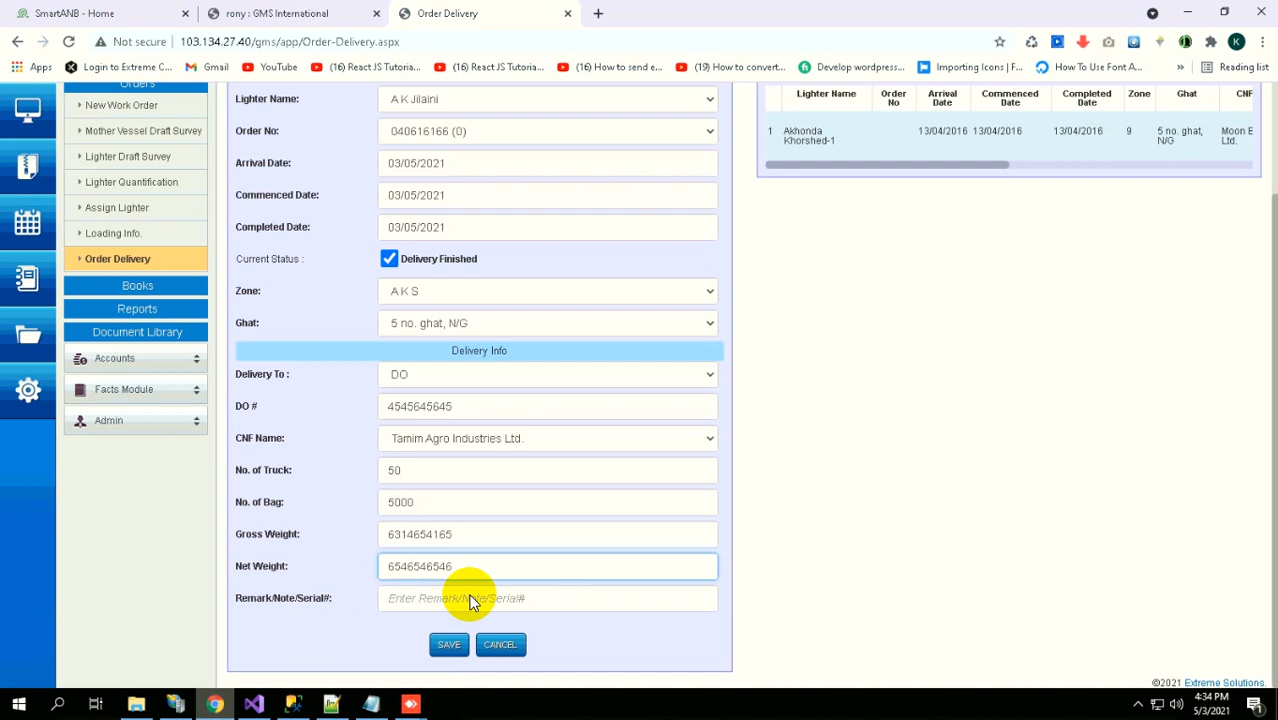 SmartANB - Home
rony : GMS International
Order Delivery
Not secure
103.134.27.40/gms/app/Order-Delivery.aspx
K
Apps
Login to Extreme C...
Gmail
YouTube
(16) React JS Tutoria...
(16) React JS Tutoria...
(16) How to send e...
(19) How to convert...
Develop wordpress...
Importing Icons | F...
How To Use Font A...
»
Reading list
Orders
New Work Order
Mother Vessel Draft Survey
Lighter Draft Survey
Lighter Quantification
Assign Lighter
Loading Info.
Order Delivery
Books
Reports
Document Library
Accounts
Facts Module
Admin
Lighter Name: A K Jilaini
Order No: 040616166 (0)
Arrival Date: 03/05/2021
Commenced Date: 03/05/2021
Completed Date: 03/05/2021
Current Status : Delivery Finished
Zone: A K S
Ghat: 5 no. ghat, N/G
Delivery Info
Delivery To : DO
DO # 4545645645
CNF Name: Tamim Agro Industries Ltd.
No. of Truck: 50
No. of Bag: 5000
Gross Weight: 6314654165
Net Weight: 6546546546
Remark/Note/Serial#: Enter Remark/Note/Serial#
SAVE CANCEL
Lighter Name Order No Arrival Date Commenced Date Completed Date Zone Ghat CNF
1 Akhonda Khorshed-1 13/04/2016 13/04/2016 13/04/2016 9 5 no. ghat, N/G Moon E Ltd.
©2021 Extreme Solutions.
4:34 PM
5/3/2021
1